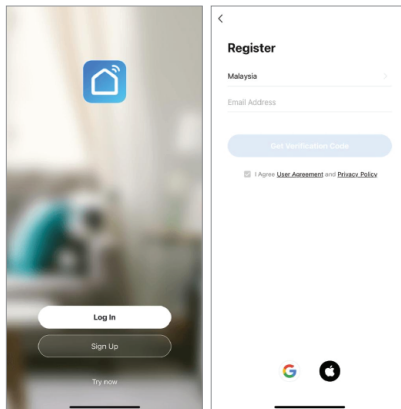 Log In
Sign Up
Try now
Register
Malaysia
Email Address
Get Verification Code
I Agree User Agreement and Privacy Policy